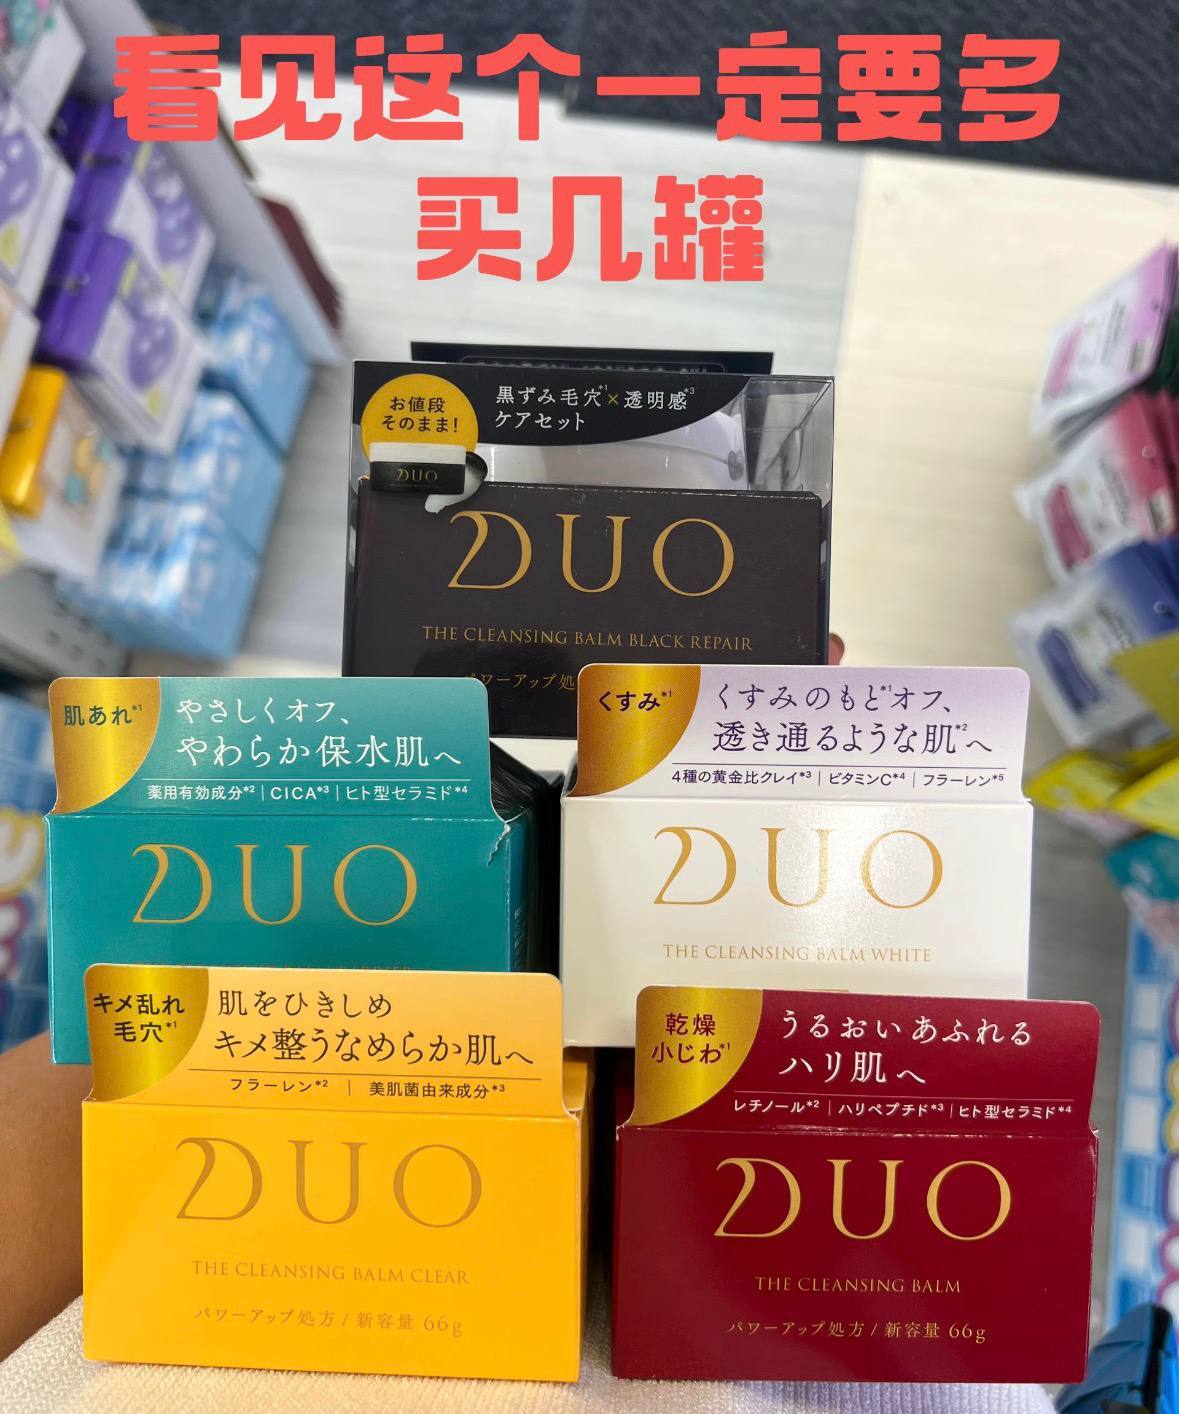 看见这个一定要多
买几罐
お値段
そのまま!
黒ずみ毛穴*1×透明感*3
ケアセット
DUO
DUO
THE CLEANSING BALM BLACK REPAIR
パワーアップ処
肌あれ*1
やさしくオフ、
やわらか保水肌へ
薬用有効成分*2|CICA*3|ヒト型セラミド*4
DUO
くすみ*1
くすみのもと*1オフ、
透き通るような肌*2へ
4種の黄金比クレイ*3|ビタミンC*4|フラーレン*5
DUO
THE CLEANSING BALM WHITE
キメ乱れ
毛穴*1
肌をひきしめ
キメ整うなめらか肌へ
フラーレン*2|美肌菌由来成分*3
DUO
THE CLEANSING BALM CLEAR
パワーアップ処方/新容量 66g
乾燥
小じわ*1
うるおいあふれる
ハリ肌へ
レチノール*2|ハリペプチド*3|ヒト型セラミド*4
DUO
THE CLEANSING BALM
パワーアップ処方/新容量 66g